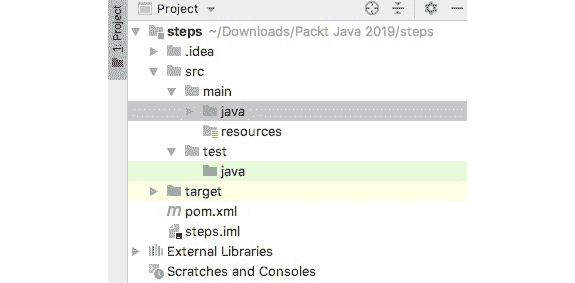 1: Project
Project
steps ~/Downloads/Packt Java 2019/steps
.idea
src
main
java
resources
test
java
target
m pom.xml
steps.iml
External Libraries
Scratches and Consoles